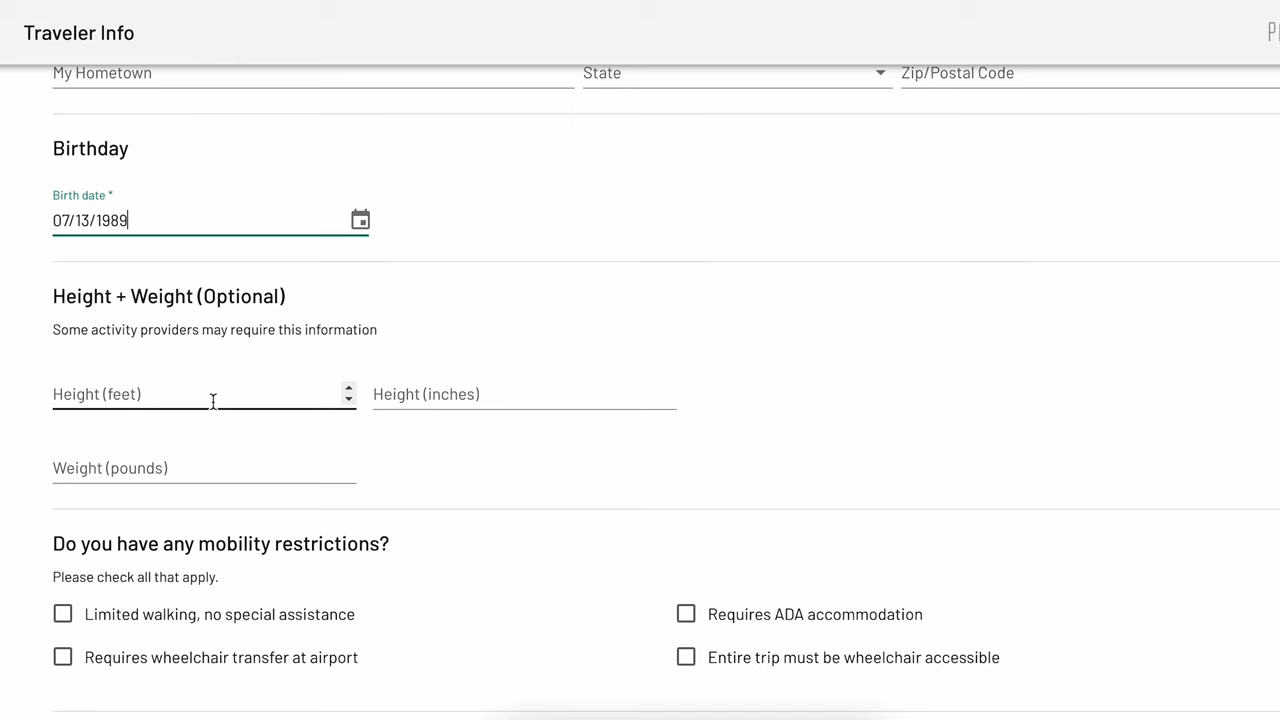 Traveler Info
My Hometown State Zip/Postal Code
Birthday
Birth date *
07/13/1989
Height + Weight (Optional)
Some activity providers may require this information
Height (feet) Height (inches)
Weight (pounds)
Do you have any mobility restrictions?
Please check all that apply.
Limited walking, no special assistance Requires ADA accommodation
Requires wheelchair transfer at airport Entire trip must be wheelchair accessible